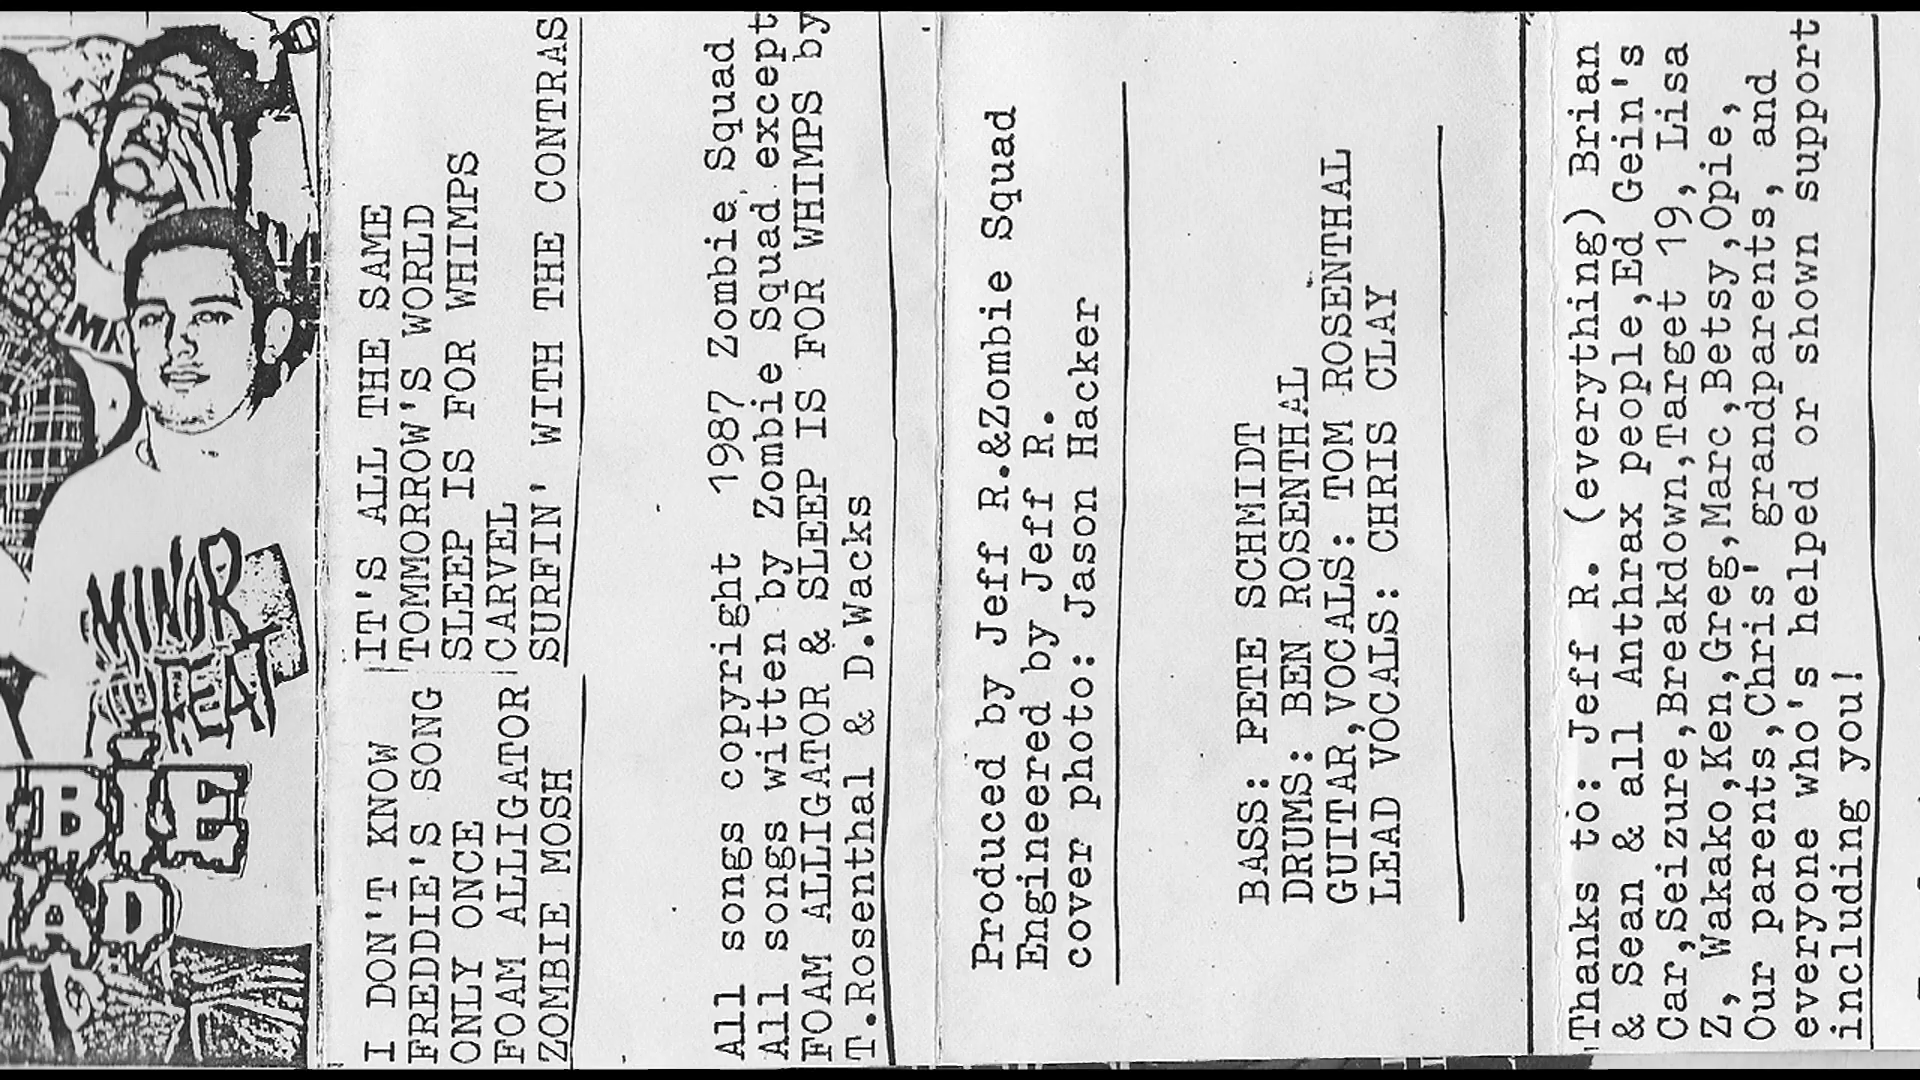 MINOR
THREAT
BIE
AD
I DON'T KNOW
FREDDIE'S SONG
ONLY ONCE
FOAM ALLIGATOR
ZOMBIE MOSH
IT'S ALL THE SAME
TOMMORROW'S WORLD
SLEEP IS FOR WHIMPS
CARVEL
SURFIN' WITH THE CONTRAS
All songs copyright 1987 Zombie Squad
All songs witten by Zombie Squad except
FOAM ALLIGATOR & SLEEP IS FOR WHIMPS by
T.Rosenthal & D.Wacks
Produced by Jeff R.&Zombie Squad
Engineered by Jeff R.
cover photo: Jason Hacker
BASS: PETE SCHMIDT
DRUMS: BEN ROSENTHAL
GUITAR,VOCALS: TOM ROSENTHAL
LEAD VOCALS: CHRIS CLAY
Thanks to: Jeff R. (everything) Brian
& Sean & all Anthrax people,Ed Gein's
Car,Seizure,Breakdown,Target 19, Lisa
Z, Wakako,Ken,Greg,Marc,Betsy,Opie,
Our parents,Chris' grandparents, and
everyone who's helped or shown support
including you!